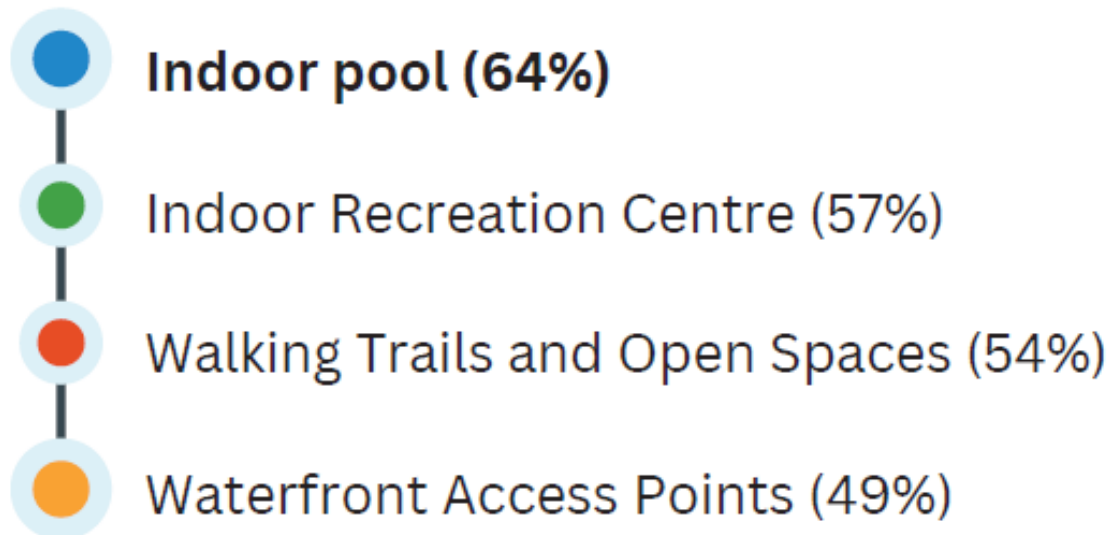 Indoor pool (64%)
Indoor Recreation Centre (57%)
Walking Trails and Open Spaces (54%)
Waterfront Access Points (49%)